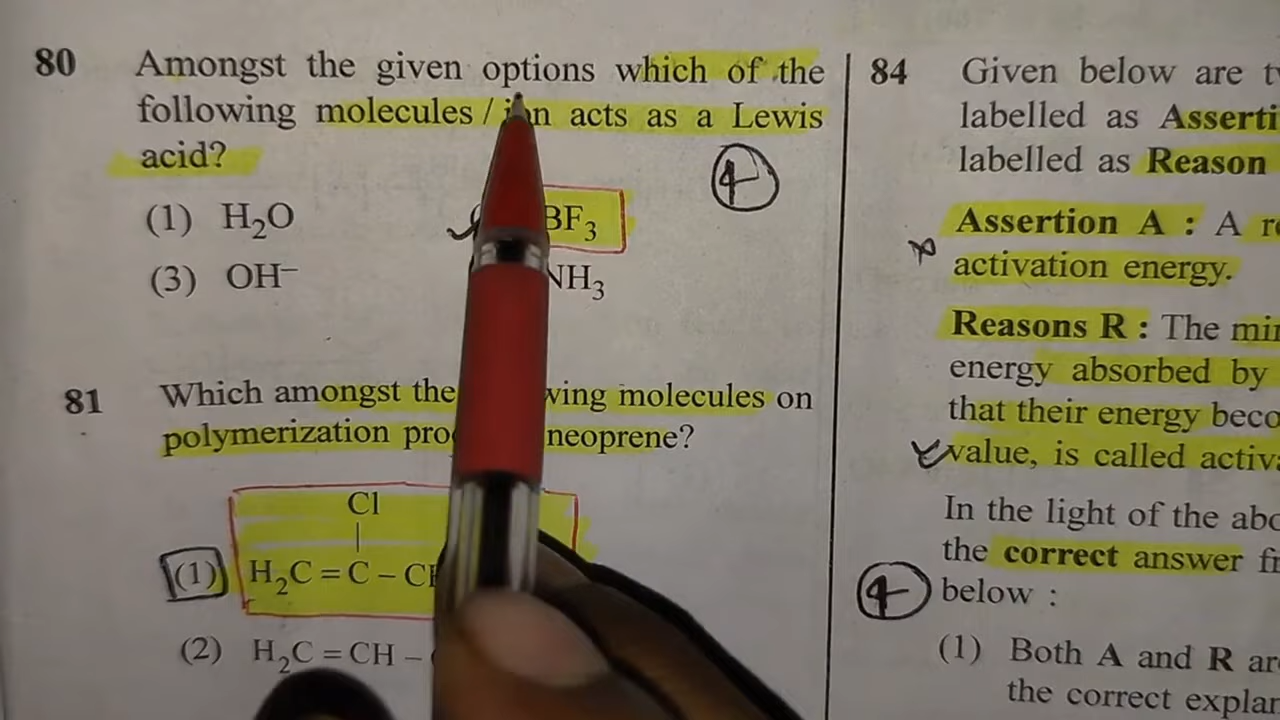 80 Amongst the given options which of the
following molecules / ion acts as a Lewis
acid?
(1) H₂O
BF₃
(3) OH⁻
NH₃
4
81 Which amongst the wing molecules on
polymerization pro neoprene?
Cl
|
(1) H₂C = C – C
(2) H₂C = CH –
84 Given below are t
labelled as Asserti
labelled as Reason
Assertion A : A r
activation energy.
Reasons R : The min
energy absorbed by
that their energy beco
value, is called activ
In the light of the abo
the correct answer f
4
below :
(1) Both A and R ar
the correct explan